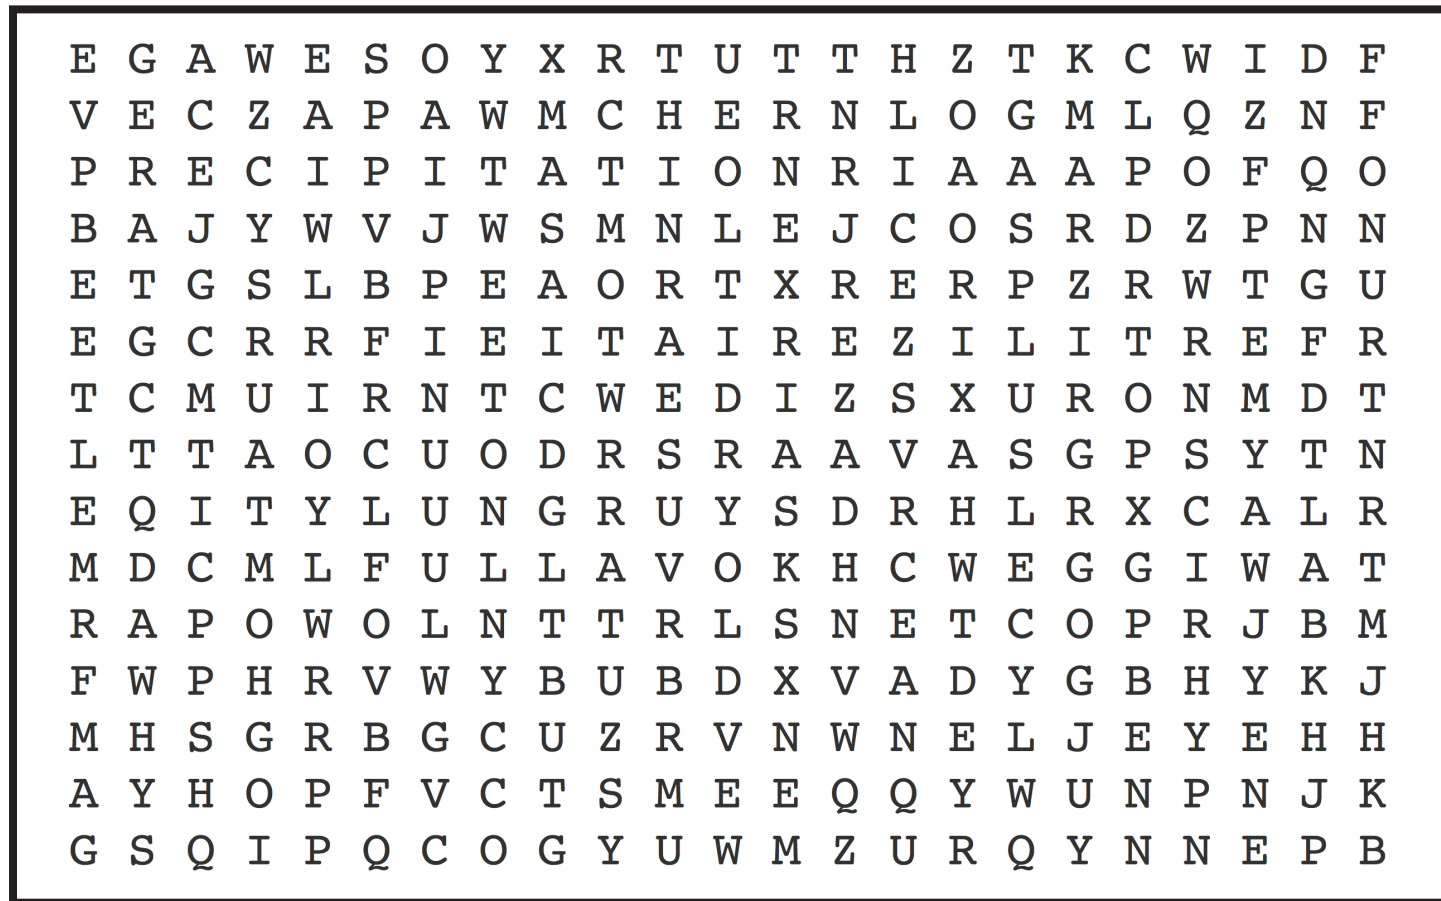 E G A W E S O Y X R T U T T H Z T K C W I D F
V E C Z A P A W M C H E R N L O G M L Q Z N F
P R E C I P I T A T I O N R I A A A P O F Q O
B A J Y W V J W S M N L E J C O S R D Z P N N
E T G S L B P E A O R T X R E R P Z R W T G U
E G C R R F I E I T A I R E Z I L I T R E F R
T C M U I R N T C W E D I Z S X U R O N M D T
L T T A O C U O D R S R A A V A S G P S Y T N
E Q I T Y L U N G R U Y S D R H L R X C A L R
M D C M L F U L L A V O K H C W E G G I W A T
R A P O W O L N T T R L S N E T C O P R J B M
F W P H R V W Y B U B D X V A D Y G B H Y K J
M H S G R B G C U Z R V N W N E L J E Y E H H
A Y H O P F V C T S M E E Q Q Y W U N P N J K
G S Q I P Q C O G Y U W M Z U R Q Y N N E P B